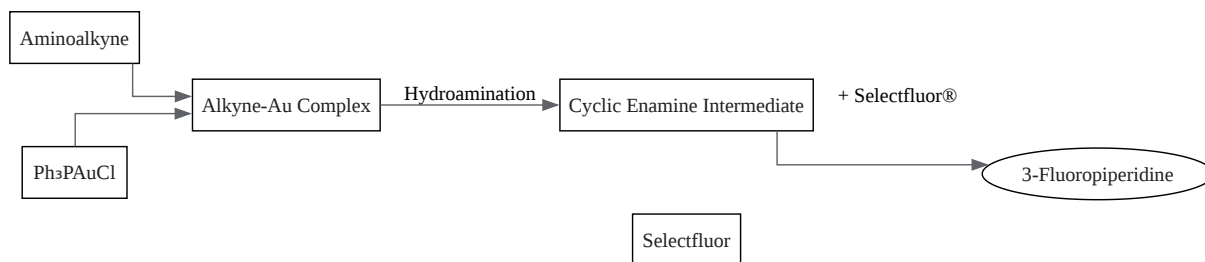 Aminoalkyne
Alkyne-Au Complex
Hydroamination
Cyclic Enamine Intermediate
+ Selectfluor®
Ph₃PAuCl
3-Fluoropiperidine
Selectfluor